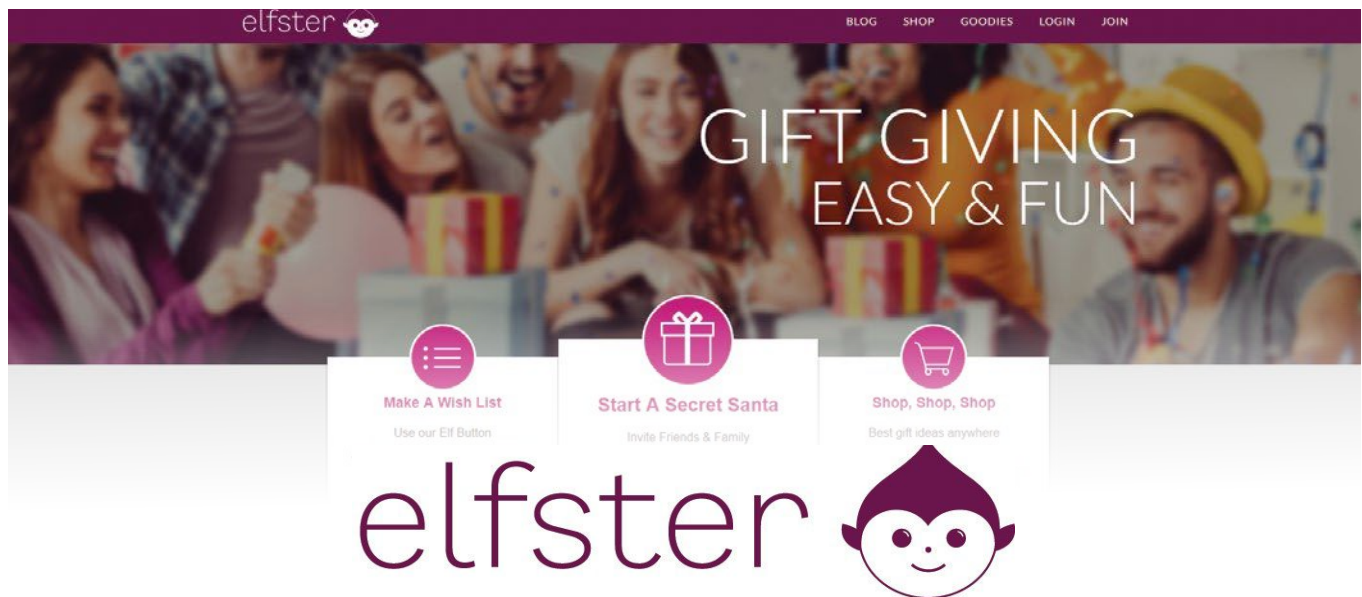 elfster
BLOG SHOP GOODIES LOGIN JOIN
GIFT GIVING
EASY & FUN
Make A Wish List
Use our Elf Button
Start A Secret Santa
Invite Friends & Family
Shop, Shop, Shop
Best gift ideas anywhere
elfster